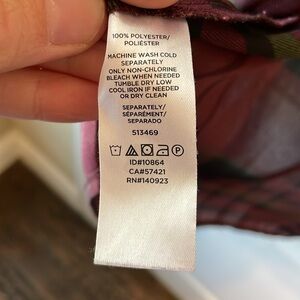 100% POLYESTER/
POLIÉSTER
MACHINE WASH COLD
SEPARATELY
ONLY NON-CHLORINE
BLEACH WHEN NEEDED
TUMBLE DRY LOW
COOL IRON IF NEEDED
OR DRY CLEAN
SEPARATELY/
SÉPARÉMENT/
SEPARADO
513469
ID#10864
CA#57421
RN#140923